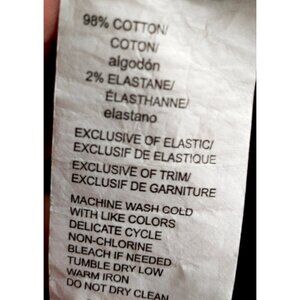 98% COTTON/
COTON/
algodón
2% ELASTANE/
ÉLASTHANNE/
elastano
EXCLUSIVE OF ELASTIC/
EXCLUSIF DE ELASTIQUE
EXCLUSIVE OF TRIM/
EXCLUSIF DE GARNITURE
MACHINE WASH COLD
WITH LIKE COLORS
DELICATE CYCLE
NON-CHLORINE
BLEACH IF NEEDED
TUMBLE DRY LOW
WARM IRON
DO NOT DRY CLEAN